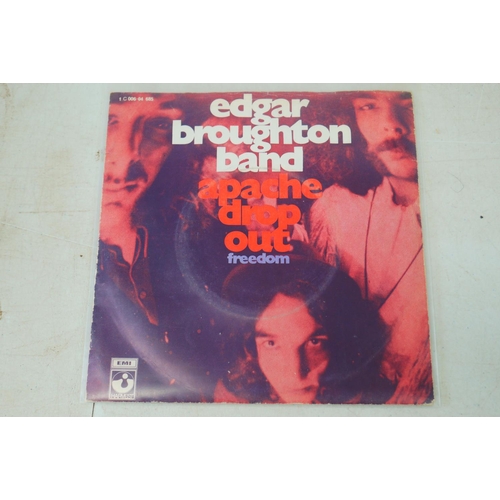 edgar
broughton
band
apache
drop
out
freedom
EMI